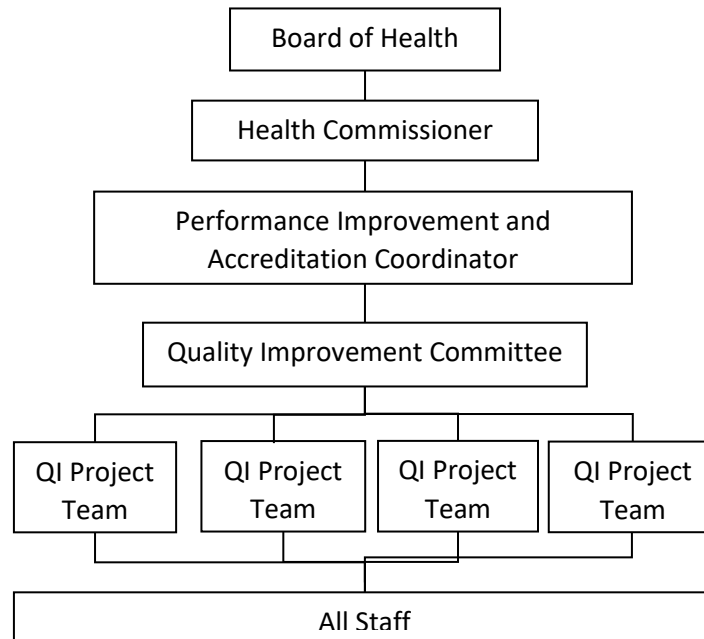 Board of Health
Health Commissioner
Performance Improvement and
Accreditation Coordinator
Quality Improvement Committee
QI Project
Team
QI Project
Team
QI Project
Team
QI Project
Team
All Staff